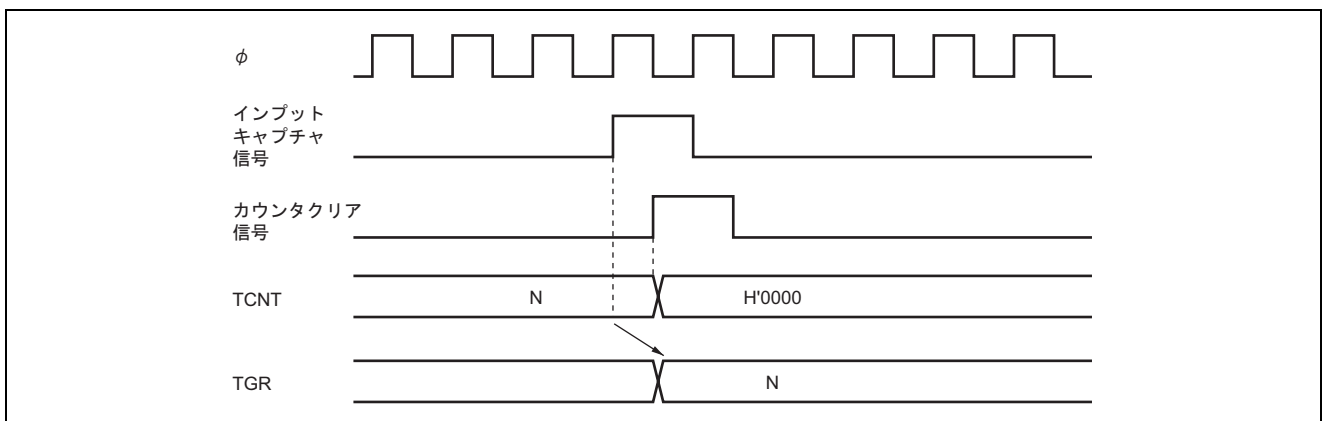 φ
インプット
キャプチャ
信号
カウンタクリア
信号
TCNT
N
H'0000
TGR
N